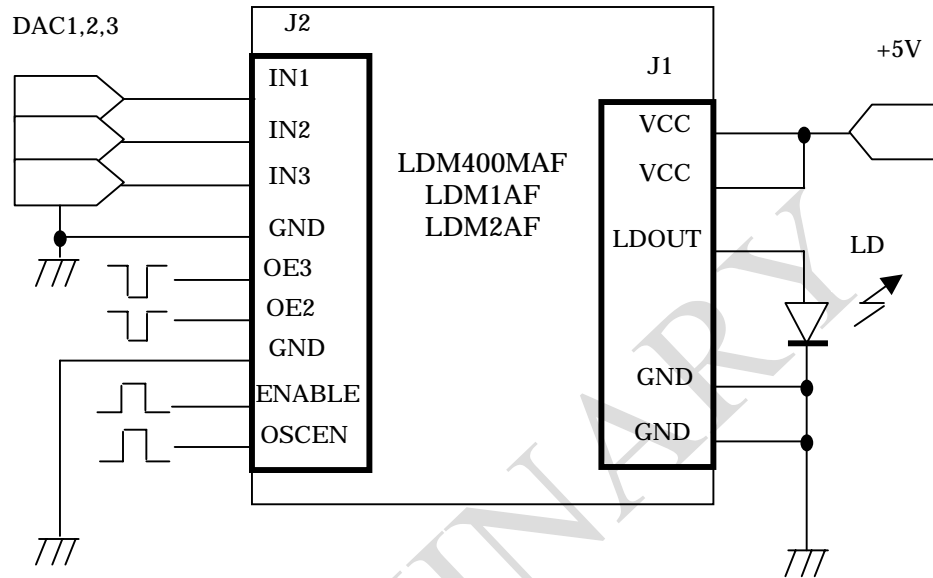 DAC1,2,3
J2
J1
+5V
IN1
IN2
IN3
GND
OE3
OE2
GND
ENABLE
OSCEN
LDM400MAF
LDM1AF
LDM2AF
VCC
VCC
LDOUT
GND
GND
LD
INARY